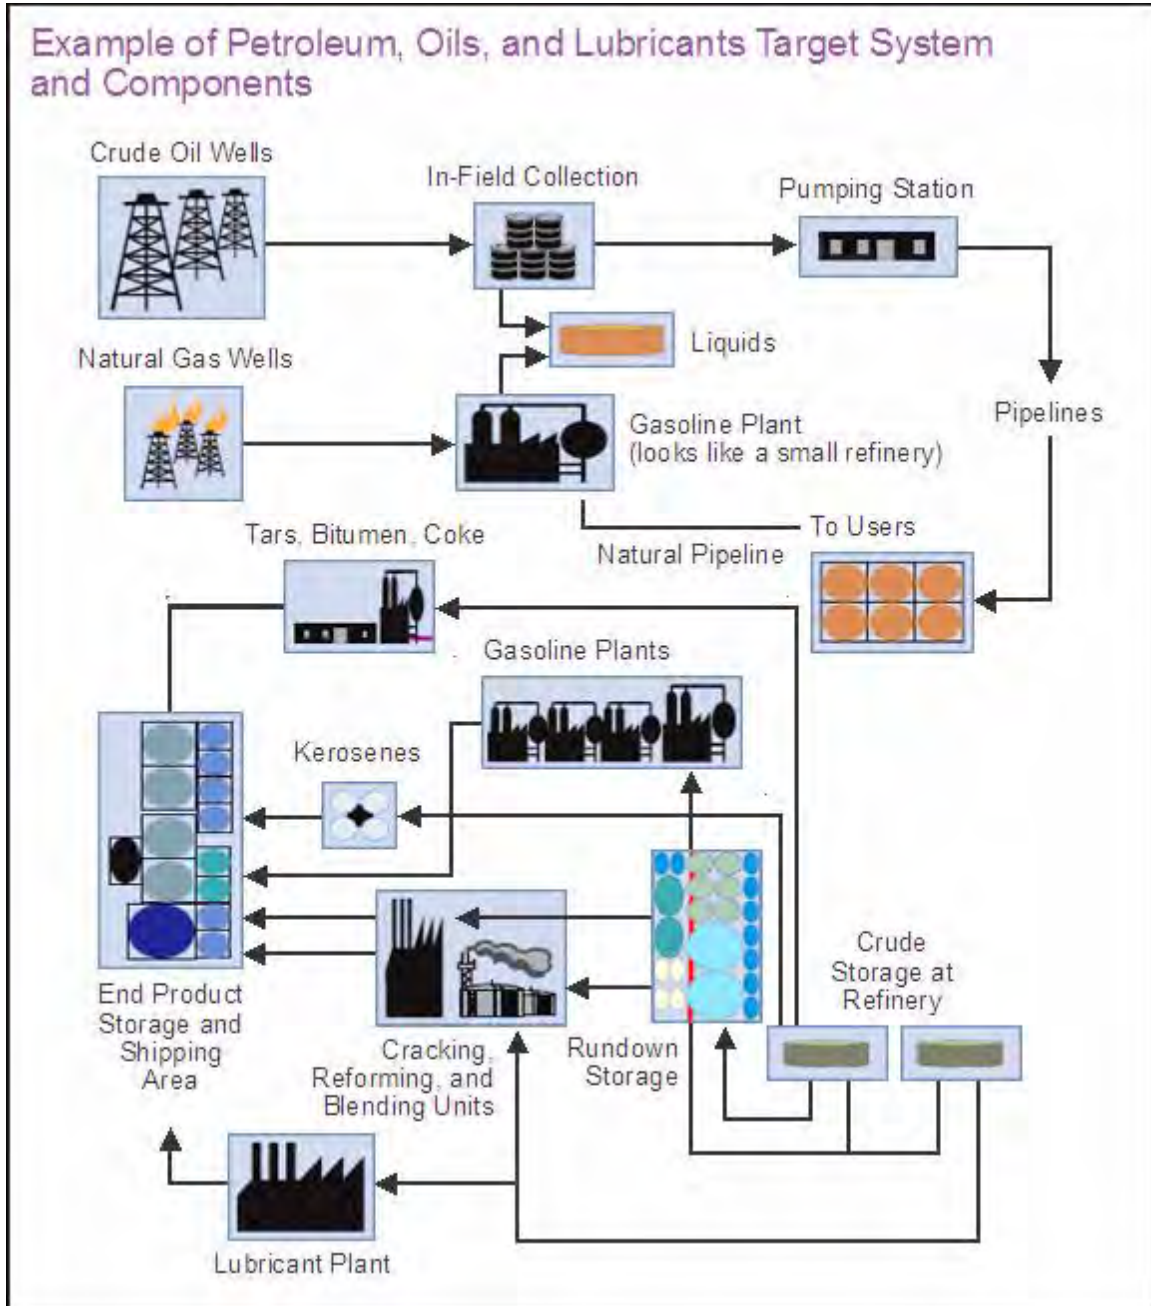 Example of Petroleum, Oils, and Lubricants Target System
and Components
Crude Oil Wells
In-Field Collection
Pumping Station
Liquids
Natural Gas Wells
Pipelines
Gasoline Plant
(looks like a small refinery)
Tars, Bitumen, Coke
To Users
Natural Pipeline
Gasoline Plants
Kerosenes
Crude
Storage at
Refinery
End Product
Storage and
Shipping
Area
Cracking,
Reforming, and
Blending Units
Rundown
Storage
Lubricant Plant